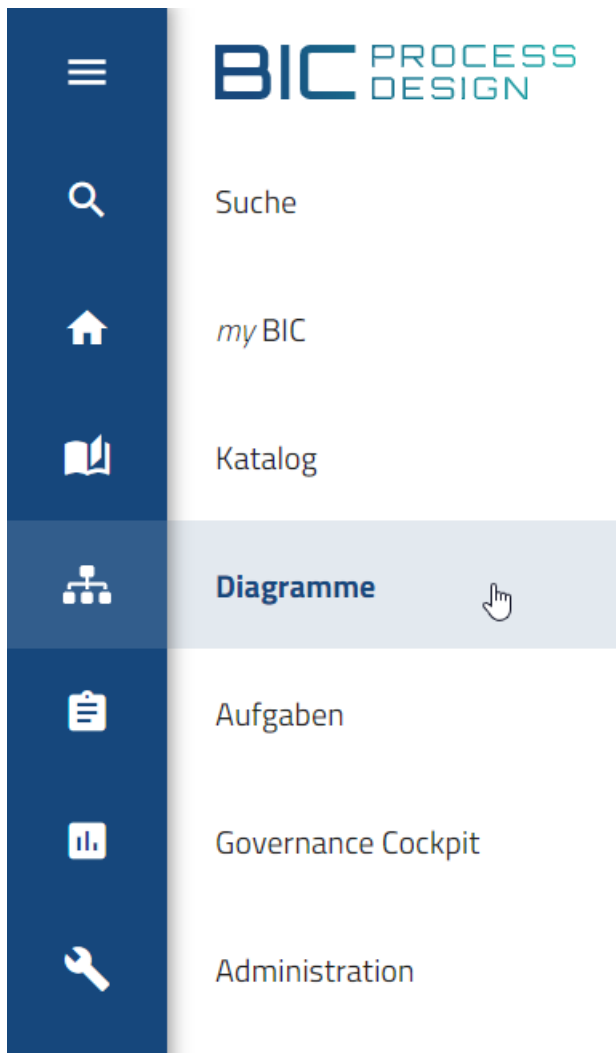 BIC PROCESS
DESIGN
Suche
my BIC
Katalog
Diagramme
Aufgaben
Governance Cockpit
Administration